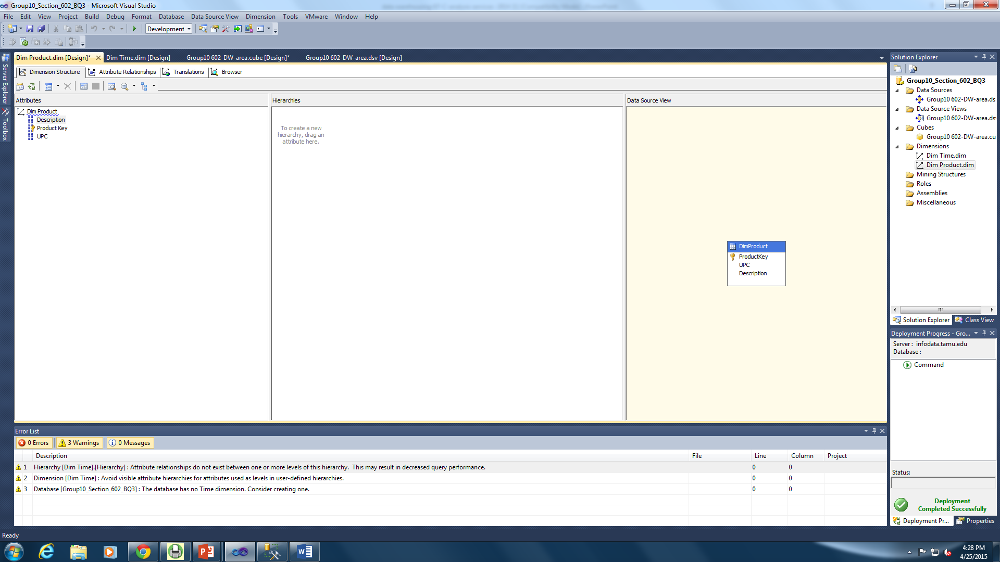 Group10_Section_602_BQ3 - Microsoft Visual Studio
File Edit View Project Build Debug Format Database Data Source View Dimension Tools VMware Window Help
Development
Dim Product.dim [Design]* Dim Time.dim [Design] Group10 602-DW-area.cube [Design]* Group10 602-DW-area.dsv [Design]
Dimension Structure Attribute Relationships Translations Browser
Server Explorer
Toolbox
Attributes
Dim Product
Description
Product Key
UPC
Hierarchies
To create a new
hierarchy, drag an
attribute here.
Data Source View
DimProduct
ProductKey
UPC
Description
Solution Explorer
Group10_Section_602_BQ3
Data Sources
Group10 602-DW-area.ds
Data Source Views
Group10 602-DW-area.dsv
Cubes
Group10 602-DW-area.cu
Dimensions
Dim Time.dim
Dim Product.dim
Mining Structures
Roles
Assemblies
Miscellaneous
Solution Explorer Class View
Deployment Progress - Gro...
Server : infodata.tamu.edu
Database :
Command
Status:
Deployment
Completed Successfully
Deployment Pr... Properties
Error List
0 Errors 3 Warnings 0 Messages
Description File Line Column Project
1 Hierarchy [Dim Time].[Hierarchy] : Attribute relationships do not exist between one or more levels of this hierarchy. This may result in decreased query performance. 0 0
2 Dimension [Dim Time] : Avoid visible attribute hierarchies for attributes used as levels in user-defined hierarchies. 0 0
3 Database [Group10_Section_602_BQ3] : The database has no Time dimension. Consider creating one. 0 0
Ready
4:28 PM
4/25/2015